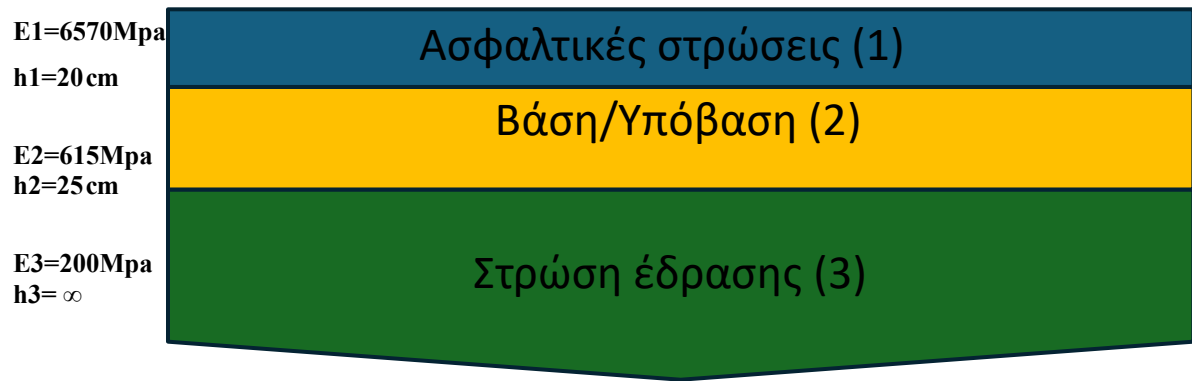 E1=6570Mpa
Ασφαλτικές στρώσεις (1)
h1=20cm
Βάση/Υπόβαση (2)
E2=615Mpa
h2=25cm
E3=200Mpa
Στρώση έδρασης (3)
h3= ∞